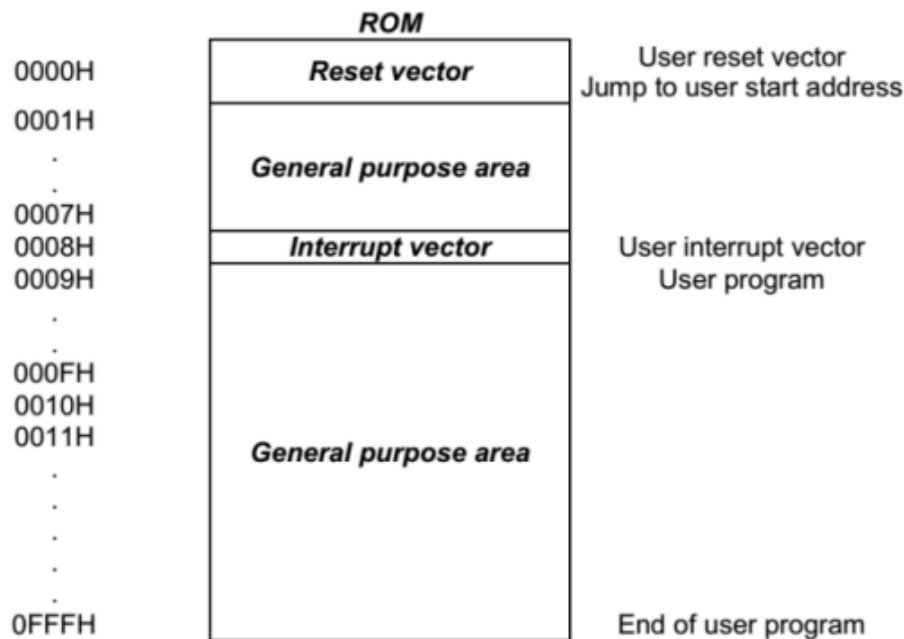 ROM
0000H Reset vector User reset vector
Jump to user start address
0001H
.
General purpose area
.
0007H
0008H Interrupt vector User interrupt vector
0009H User program
.
.
000FH
0010H
0011H General purpose area
.
.
.
.
.
0FFFH End of user program